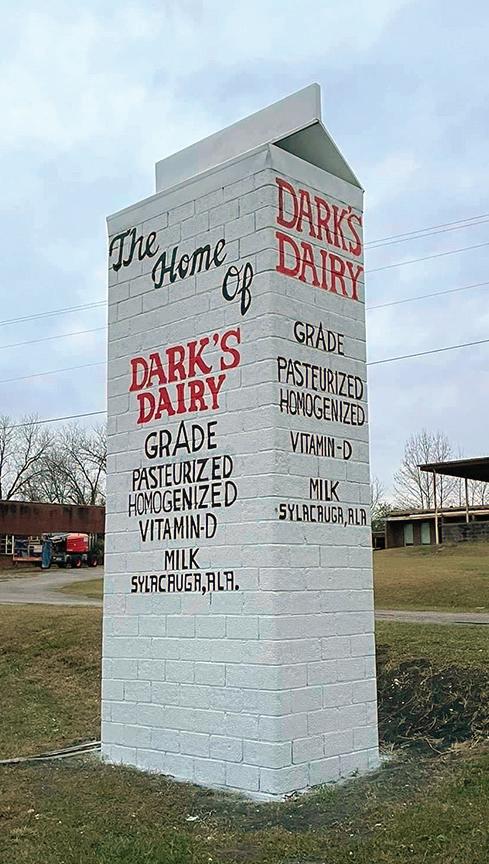 The
Home
Of
DARK'S
DAIRY
GRADE
PASTEURIZED
HOMOGENIZED
VITAMIN-D
MILK
SYLACAUGA, ALA.
DARK'S
DAIRY
GRADE
PASTEURIZED
HOMOGENIZED
VITAMIN-D
MILK
SYLACAUGA, ALA